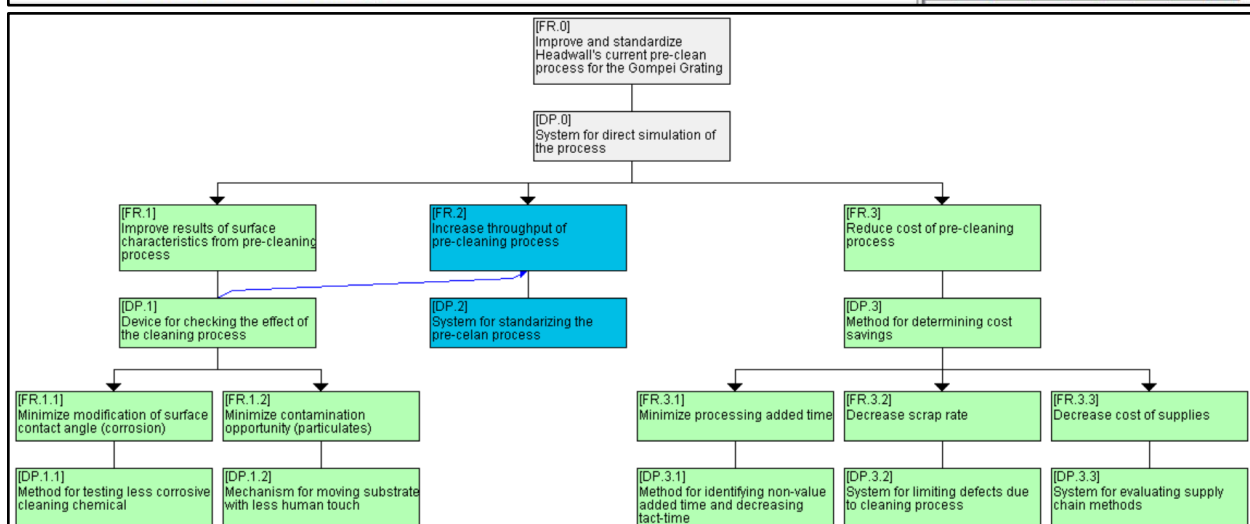 [FR.0]
Improve and standardize
Headwall's current pre-clean
process for the Gompei Grating
[DP.0]
System for direct simulation of
the process
[FR.1]
Improve results of surface
characteristics from pre-cleaning
process
[FR.2]
Increase throughput of
pre-cleaning process
[FR.3]
Reduce cost of pre-cleaning
process
[DP.1]
Device for checking the effect of
the cleaning process
[DP.2]
System for standarizing the
pre-celan process
[DP.3]
Method for determining cost
savings
[FR.1.1]
Minimize modification of surface
contact angle (corrosion)
[FR.1.2]
Minimize contamination
opportunity (particulates)
[FR.3.1]
Minimize processing added time
[FR.3.2]
Decrease scrap rate
[FR.3.3]
Decrease cost of supplies
[DP.1.1]
Method for testing less corrosive
cleaning chemical
[DP.1.2]
Mechanism for moving substrate
with less human touch
[DP.3.1]
Method for identifying non-value
added time and decreasing
tact-time
[DP.3.2]
System for limiting defects due
to cleaning process
[DP.3.3]
System for evaluating supply
chain methods